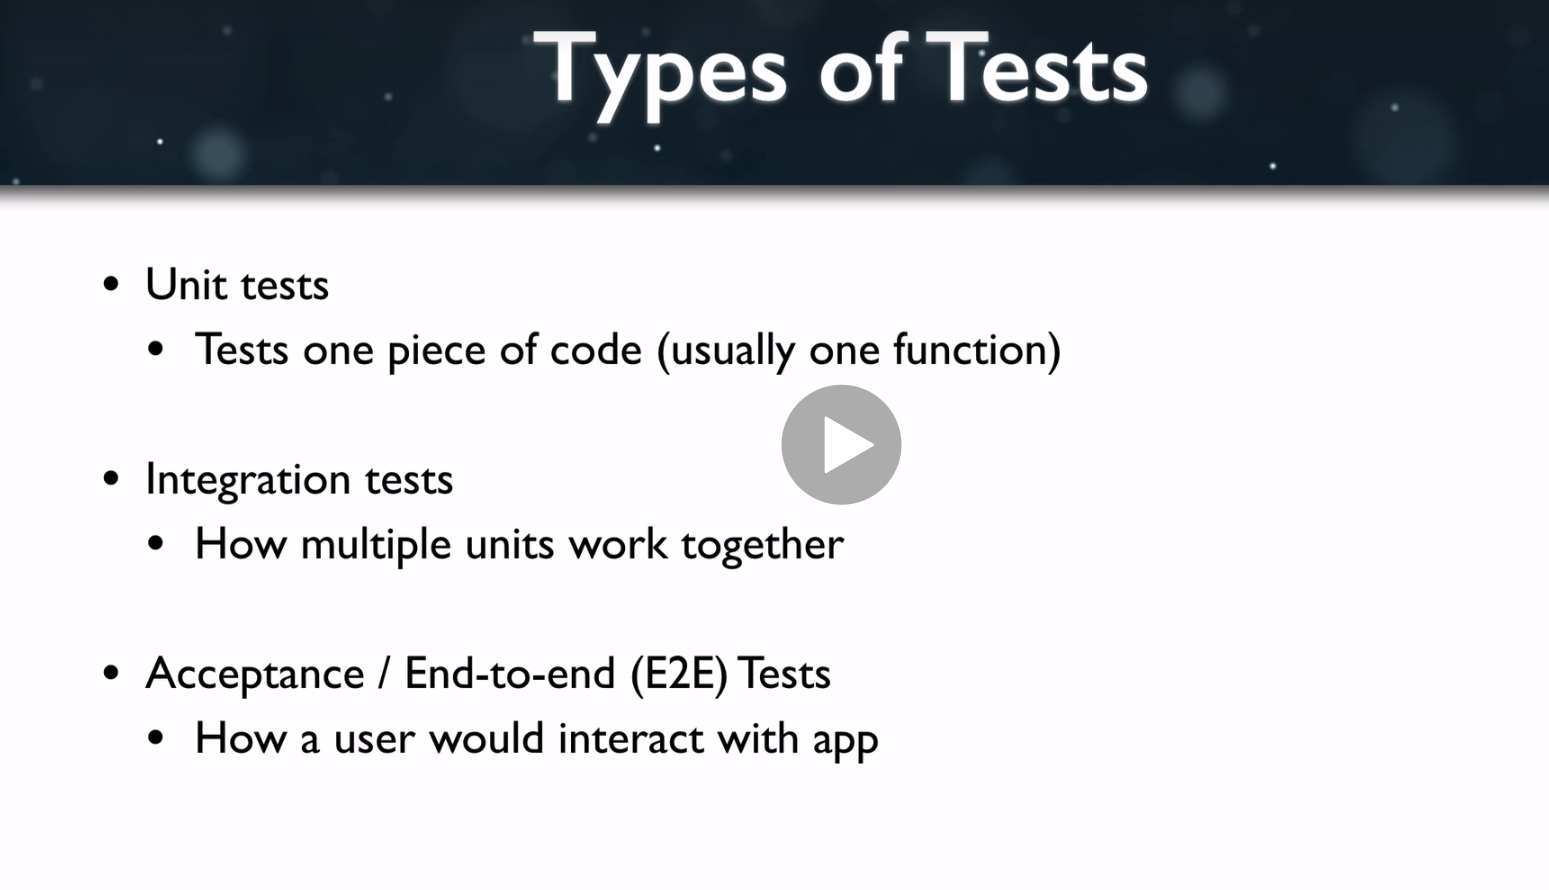 Types of Tests
• Unit tests
• Tests one piece of code (usually one function)
• Integration tests
• How multiple units work together
• Acceptance / End-to-end (E2E) Tests
• How a user would interact with app